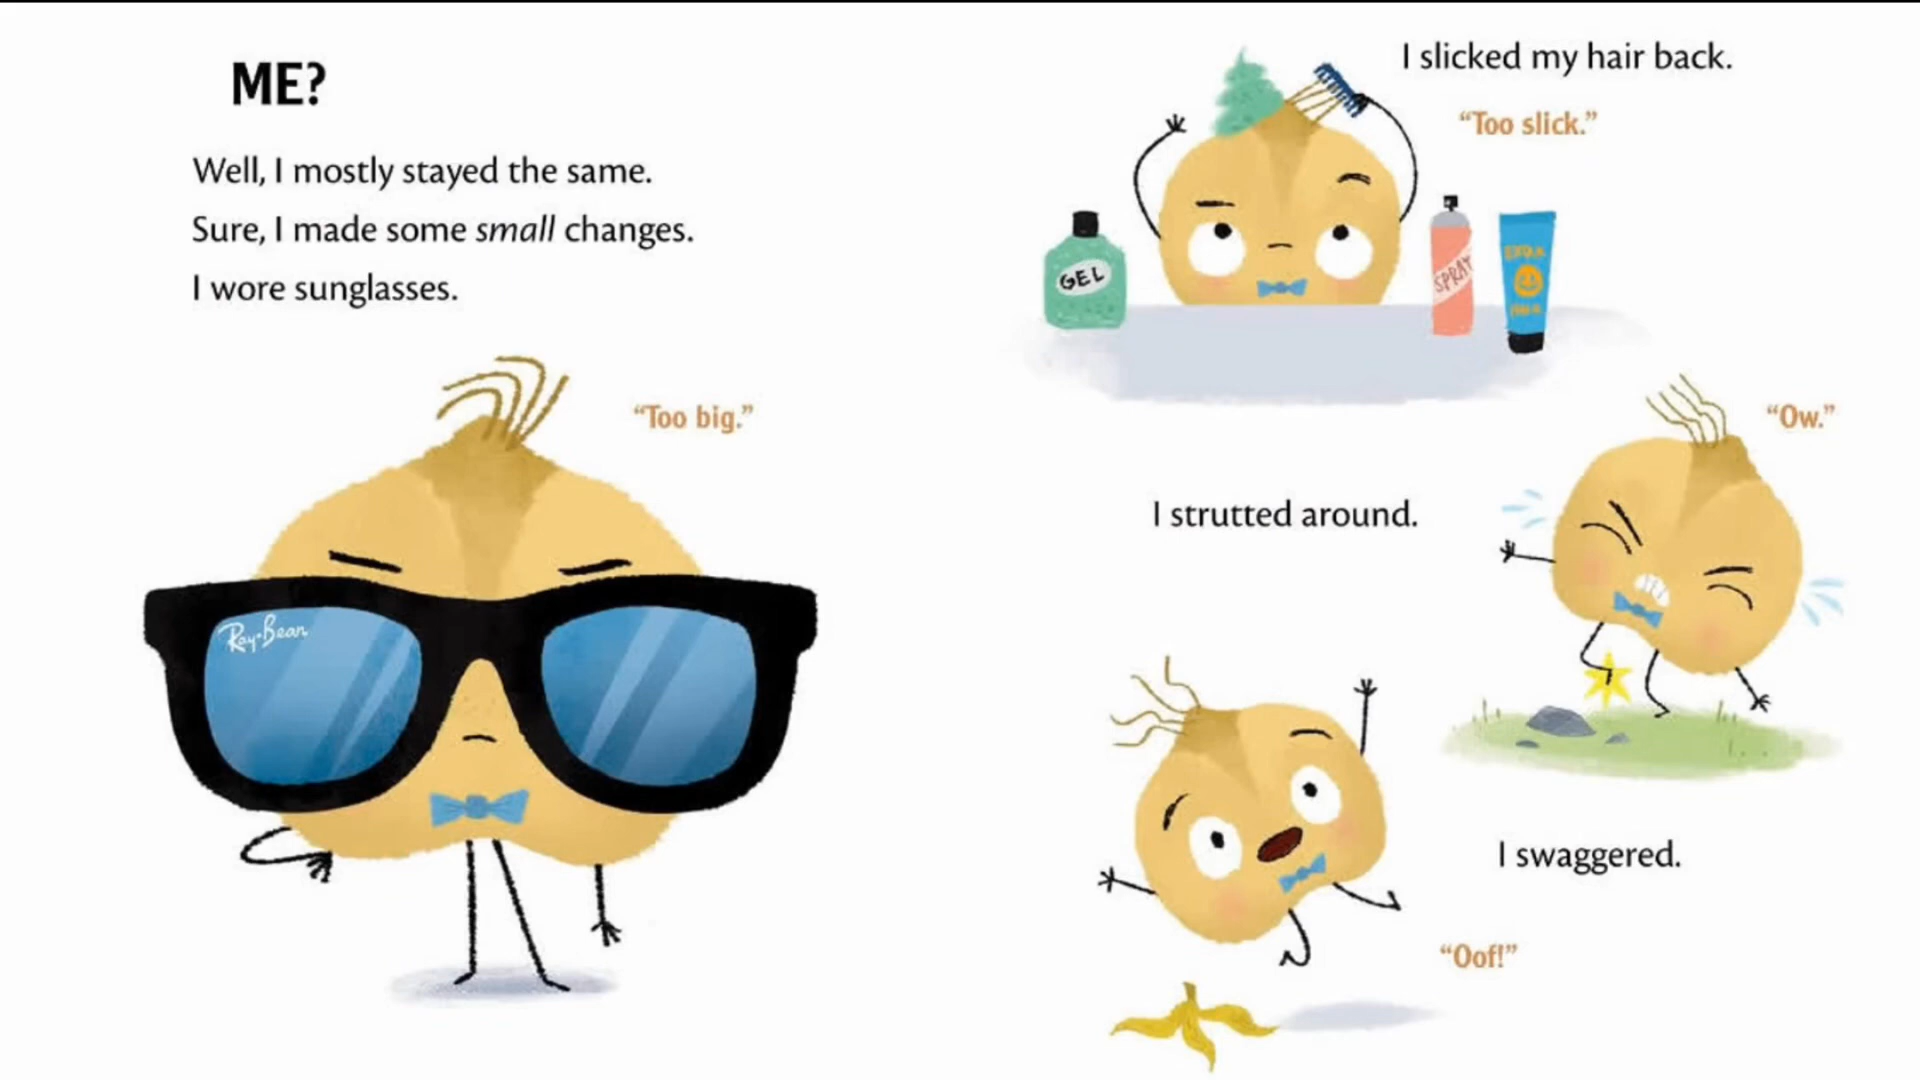 ME?
Well, I mostly stayed the same.
Sure, I made some small changes.
I wore sunglasses.
“Too big.”
Ray•Bean
I slicked my hair back.
“Too slick.”
GEL
SPRAY
EXTRA
“Ow.”
I strutted around.
I swaggered.
“Oof!”